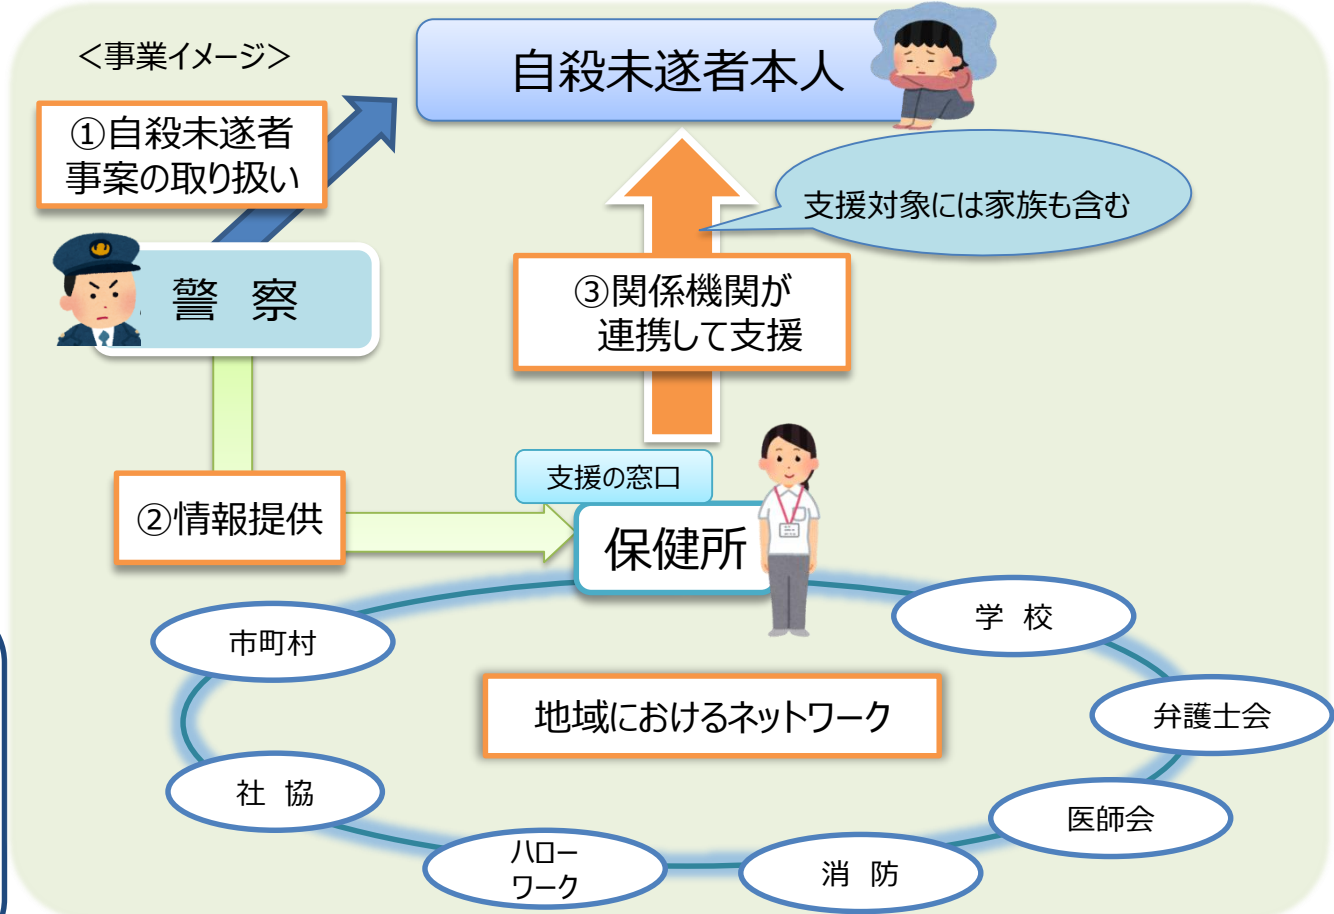 ＜事業イメージ＞
自殺未遂者本人
①自殺未遂者
事案の取り扱い
支援対象には家族も含む
警　察
③関係機関が
連携して支援
支援の窓口
②情報提供
保健所
学　校
市町村
地域におけるネットワーク
弁護士会
社　協
医師会
ハロー
ワーク
消　防